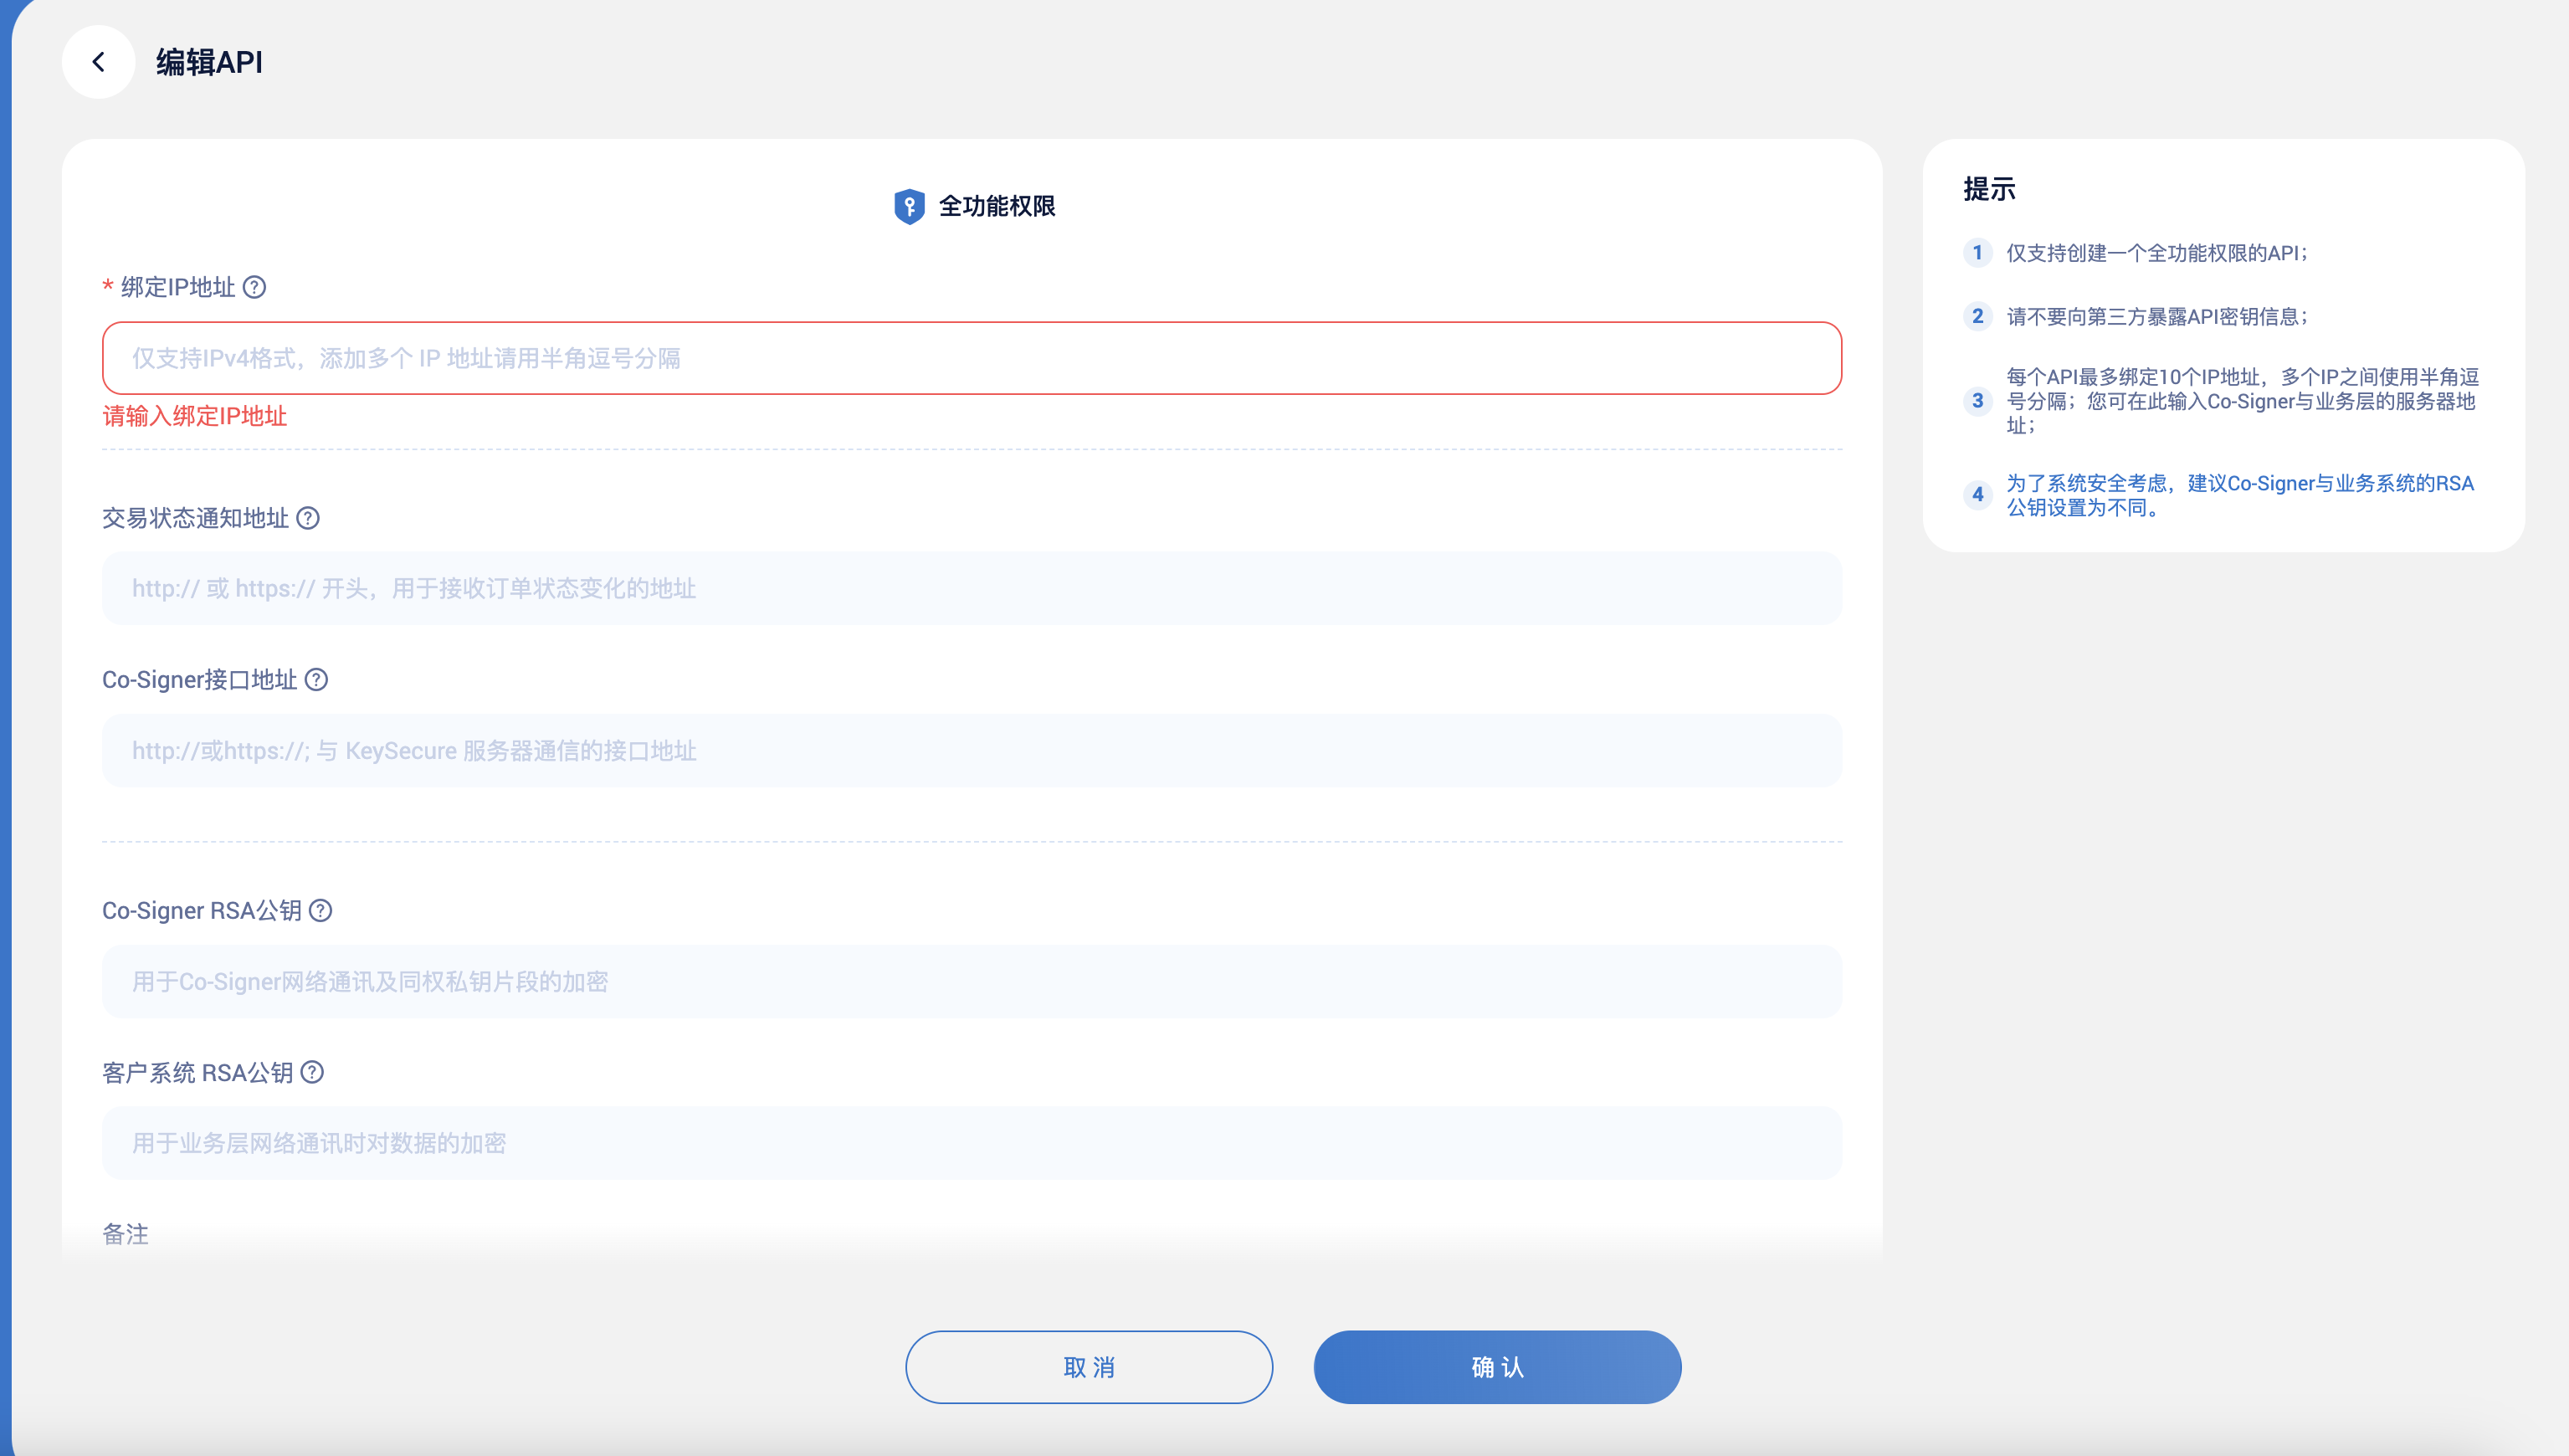 编辑API
全功能权限
* 绑定IP地址
仅支持IPv4格式，添加多个 IP 地址请用半角逗号分隔
请输入绑定IP地址
交易状态通知地址
http:// 或 https:// 开头，用于接收订单状态变化的地址
Co-Signer接口地址
http://或https://; 与 KeySecure 服务器通信的接口地址
Co-Signer RSA公钥
用于Co-Signer网络通讯及同权私钥片段的加密
客户系统 RSA公钥
用于业务层网络通讯时对数据的加密
备注
提示
1 仅支持创建一个全功能权限的API；
2 请不要向第三方暴露API密钥信息；
3 每个API最多绑定10个IP地址，多个IP之间使用半角逗
号分隔；您可在此输入Co-Signer与业务层的服务器地
址；
4 为了系统安全考虑，建议Co-Signer与业务系统的RSA
公钥设置为不同。
取 消
确 认